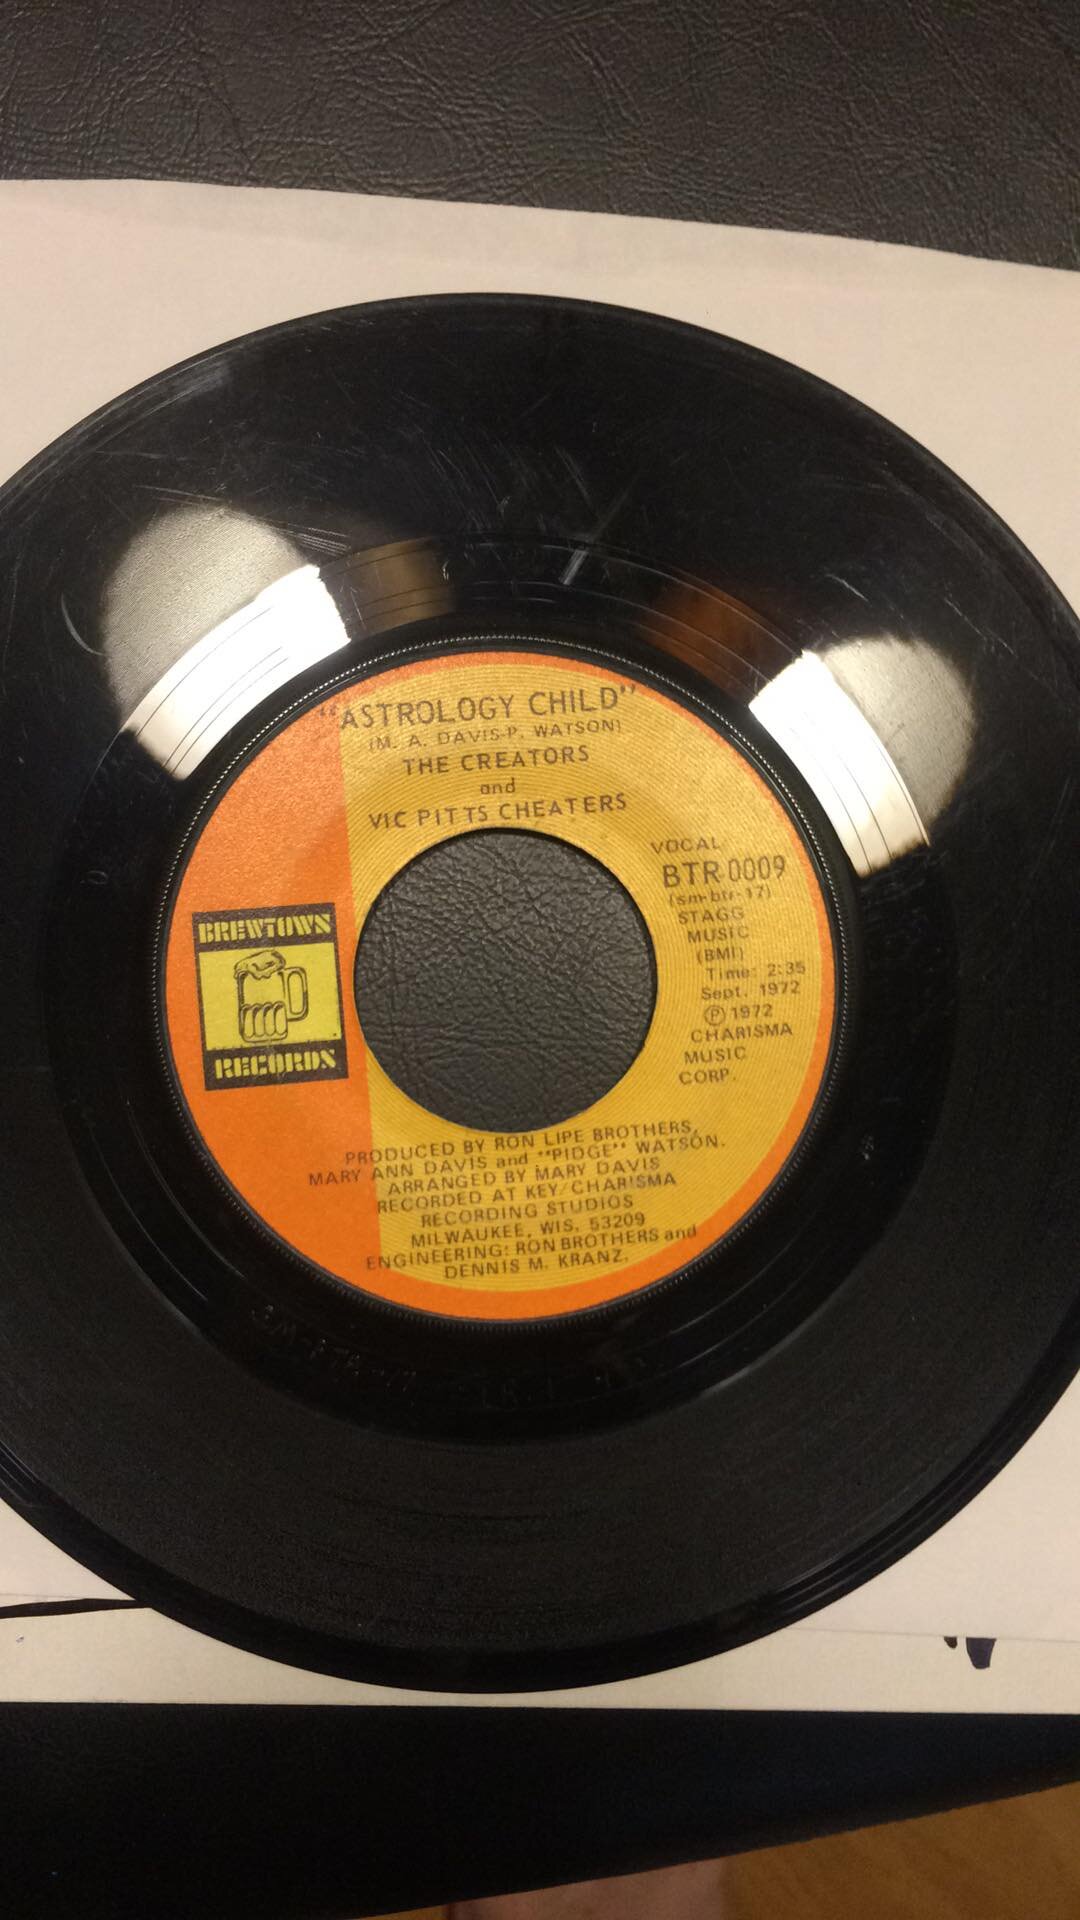 "ASTROLOGY CHILD"
(M. A. DAVIS-P. WATSON)
THE CREATORS
and
VIC PITTS CHEATERS
VOCAL
BTR-0009
(sm-btr-17)
STAGG
MUSIC
(BMI)
Time: 2:35
Sept. 1972
Ⓟ 1972
CHARISMA
MUSIC
CORP.
BREWTOWN
RECORDS
PRODUCED BY RON LIPE BROTHERS,
MARY ANN DAVIS and "PIDGE" WATSON.
ARRANGED BY MARY DAVIS
RECORDED AT KEY/CHARISMA
RECORDING STUDIOS
MILWAUKEE, WIS. 53209
ENGINEERING: RON BROTHERS and
DENNIS M. KRANZ.